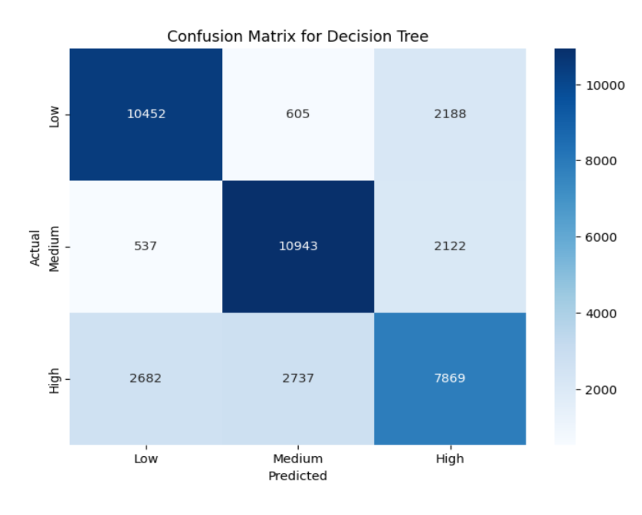 Confusion Matrix for Decision Tree
Actual
Low
10452 605 2188
Medium
537 10943 2122
High
2682 2737 7869
Low Medium High
Predicted
10000
8000
6000
4000
2000